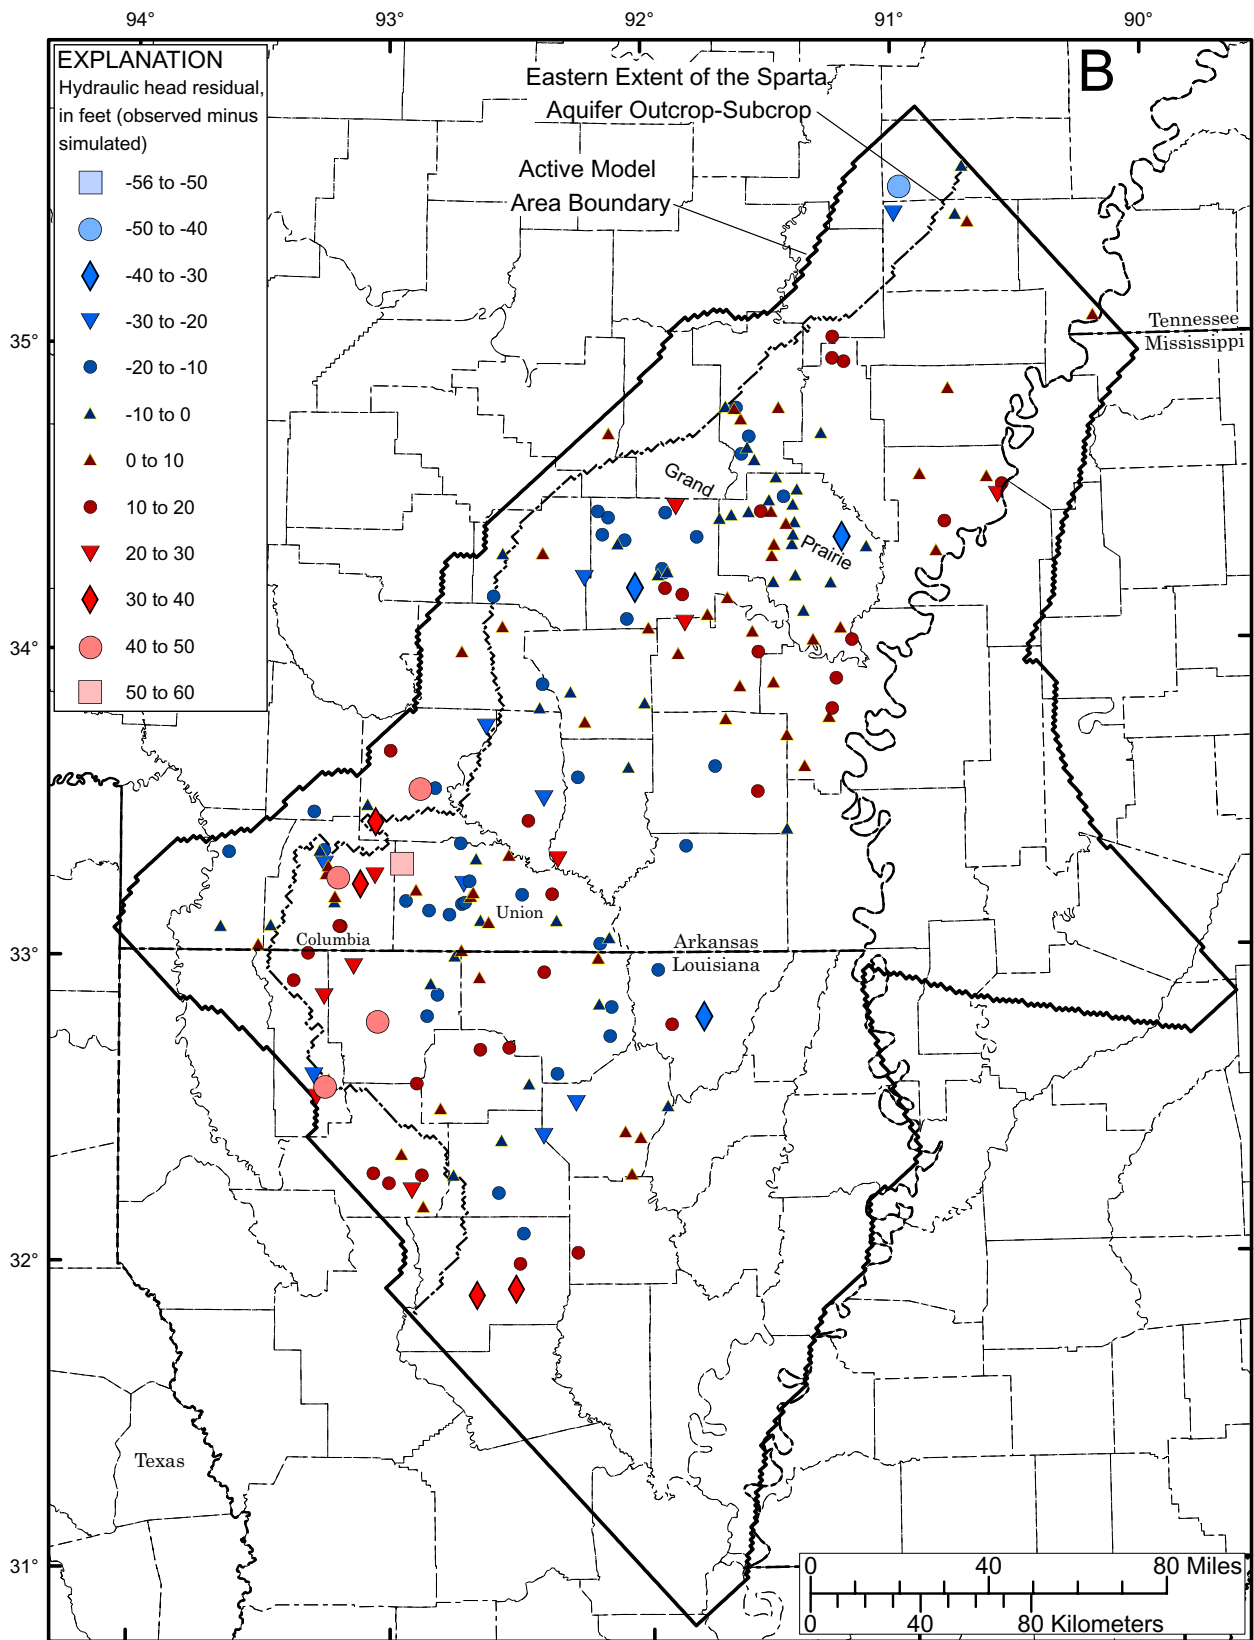 94°
93°
92°
91°
90°
EXPLANATION
Hydraulic head residual,
in feet (observed minus
simulated)
-56 to -50
-50 to -40
-40 to -30
-30 to -20
-20 to -10
-10 to 0
0 to 10
10 to 20
20 to 30
30 to 40
40 to 50
50 to 60
B
Eastern Extent of the Sparta
Aquifer Outcrop-Subcrop
Active Model
Area Boundary
Tennessee
Mississippi
35°
Grand
Prairie
34°
Union
Columbia
Arkansas
Louisiana
33°
32°
Texas
31°
0 40 80 Miles
0 40 80 Kilometers